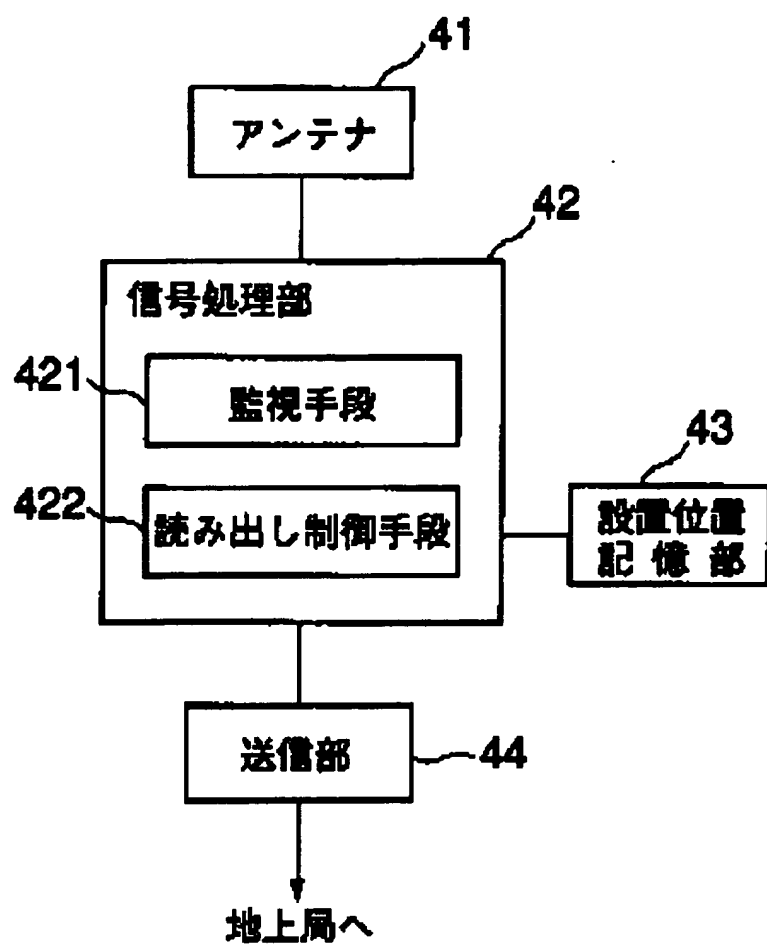 41
アンテナ
42
信号処理部
421
監視手段
43
422
読み出し制御手段
設置位置
記憶部
送信部
44
地上局へ